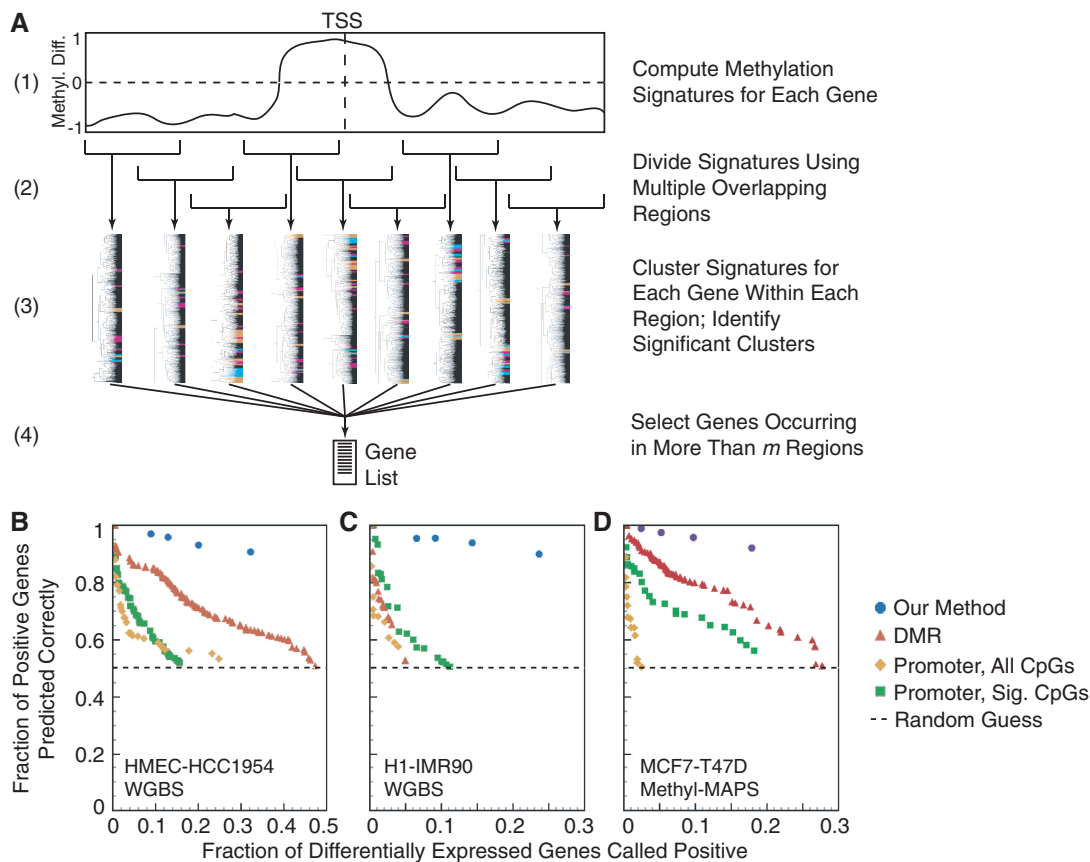 A
TSS
(1)
Methyl. Diff.
1
0
-1
Compute Methylation
Signatures for Each Gene
(2)
Divide Signatures Using
Multiple Overlapping
Regions
(3)
Cluster Signatures for
Each Gene Within Each
Region; Identify
Significant Clusters
(4)
Gene
List
Select Genes Occurring
in More Than m Regions
B
Fraction of Positive Genes
Predicted Correctly
1
0.8
0.6
0.4
0.2
0
HMEC-HCC1954
WGBS
0 0.1 0.2 0.3 0.4 0.5
C
H1-IMR90
WGBS
0 0.1 0.2 0.3
D
MCF7-T47D
Methyl-MAPS
0 0.1 0.2 0.3
Fraction of Differentially Expressed Genes Called Positive
Our Method
DMR
Promoter, All CpGs
Promoter, Sig. CpGs
Random Guess